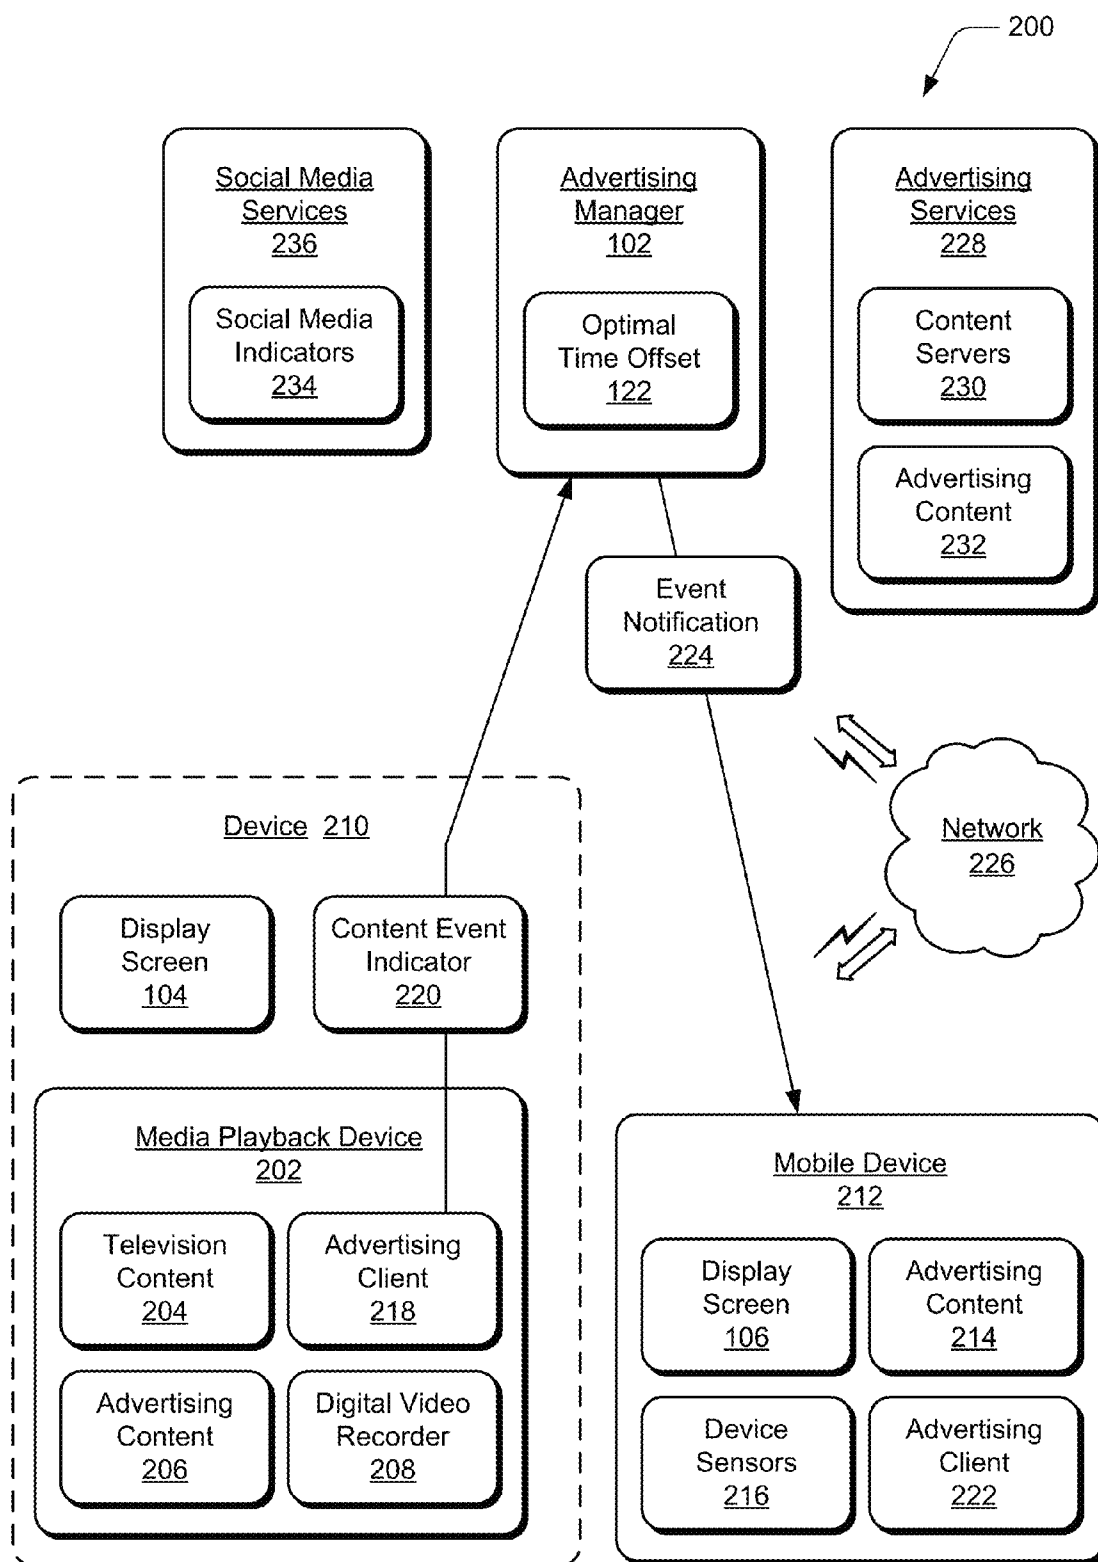 200
Social Media
Services
236
Social Media
Indicators
234
Advertising
Manager
102
Optimal
Time Offset
122
Advertising
Services
228
Content
Servers
230
Advertising
Content
232
Event
Notification
224
Network
226
Device 210
Display
Screen
104
Content Event
Indicator
220
Media Playback Device
202
Television
Content
204
Advertising
Client
218
Advertising
Content
206
Digital Video
Recorder
208
Mobile Device
212
Display
Screen
106
Advertising
Content
214
Device
Sensors
216
Advertising
Client
222